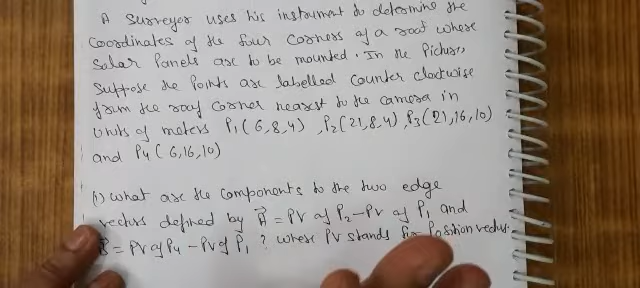 A Surveyor uses his instrument to determine the
Coordinates of the four Corners of a roof where
Solar Panels are to be mounted. In the Picture,
Suppose the Points are labelled Counter clockwise
from the roof corner nearest to the camera in
Units of meters P1(6,8,4), P2(21,8,4), P3(21,16,10)
and P4(6,16,10)
(1) What are the components to the two edge
vectors defined by A = PV of P2 - PV of P1 and
B = PV of P4 - PV of P1? where PV stands for Position vector.